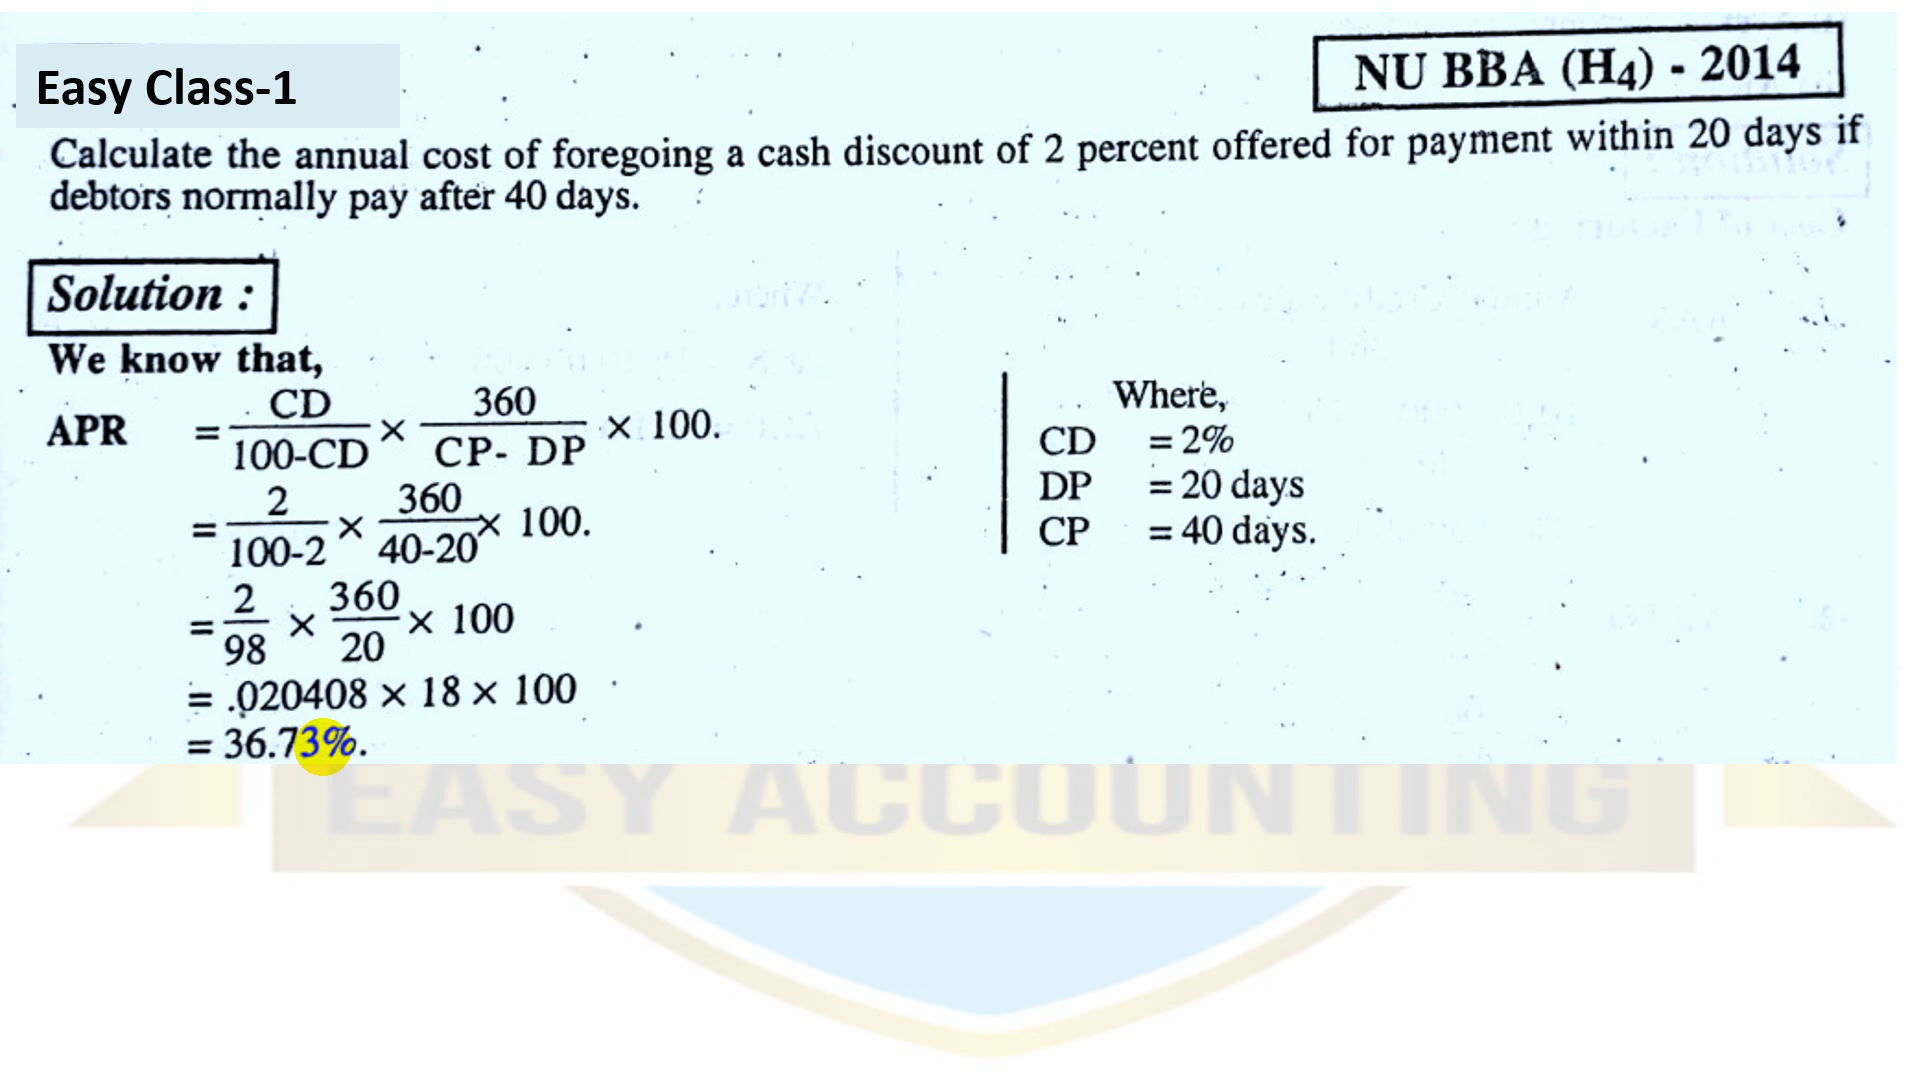 Easy Class-1
NU BBA (H4) - 2014
Calculate the annual cost of foregoing a cash discount of 2 percent offered for payment within 20 days if
debtors normally pay after 40 days.
Solution :
We know that,
APR = CD/100-CD × 360/CP- DP × 100.
= 2/100-2 × 360/40-20 × 100.
= 2/98 × 360/20 × 100
= .020408 × 18 × 100
= 36.73%.
Where,
CD = 2%
DP = 20 days
CP = 40 days.
EASY ACCOUNTING